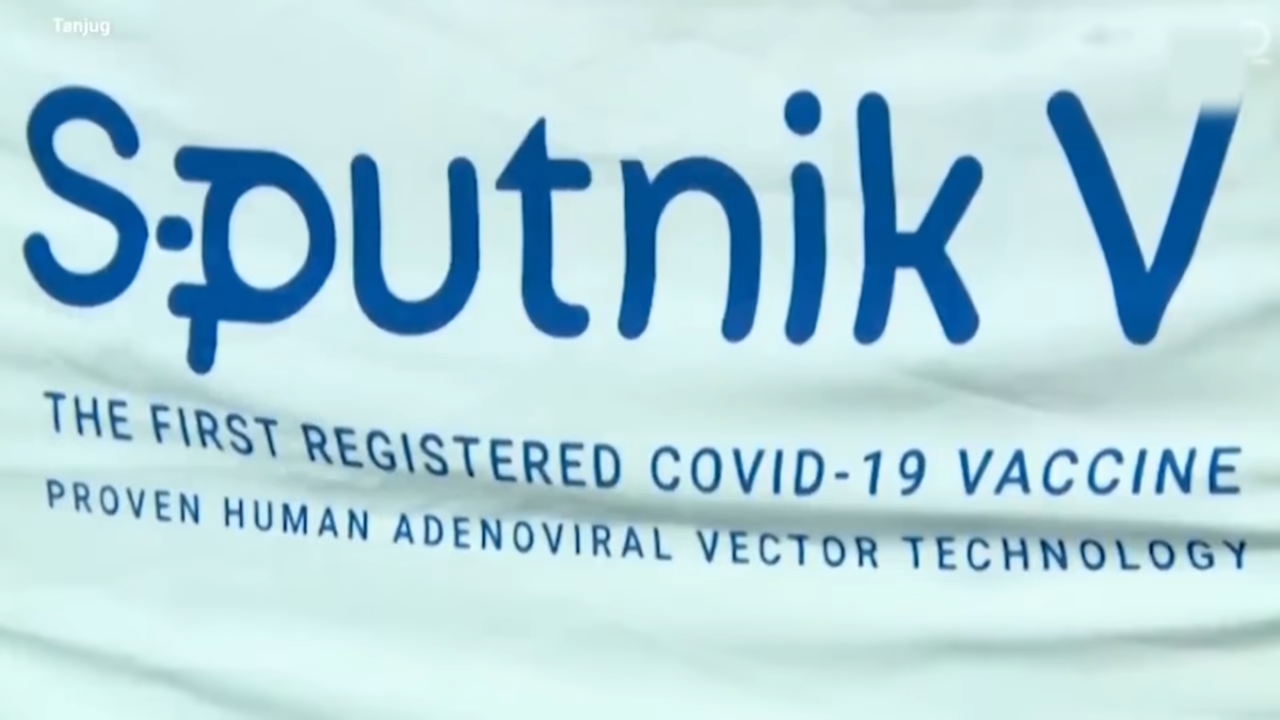 Tanjug
Sputnik V
THE FIRST REGISTERED COVID-19 VACCINE
PROVEN HUMAN ADENOVIRAL VECTOR TECHNOLOGY